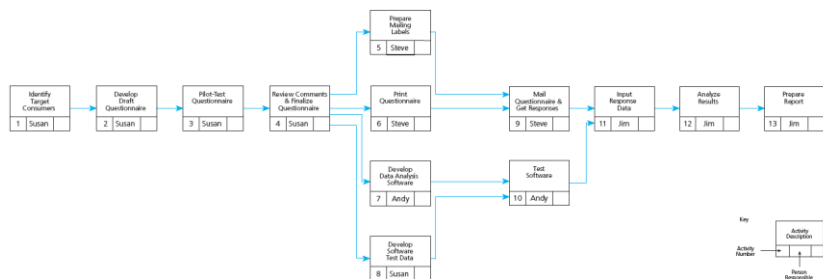 Prepare
Mailing
Labels
5 Steve
Identify
Target
Consumers
1 Susan
Develop
Draft
Questionnaire
2 Susan
Pilot-Test
Questionnaire
3 Susan
Review Comments
& Finalize
Questionnaire
4 Susan
Print
Questionnaire
6 Steve
Mail
Questionnaire &
Get Responses
9 Steve
Input
Response
Data
11 Jim
Analyze
Results
12 Jim
Prepare
Report
13 Jim
Develop
Data Analysis
Software
7 Andy
Test
Software
10 Andy
Develop
Software
Test Data
8 Susan
Key
Activity
Description
Activity
Number
Person
Responsible